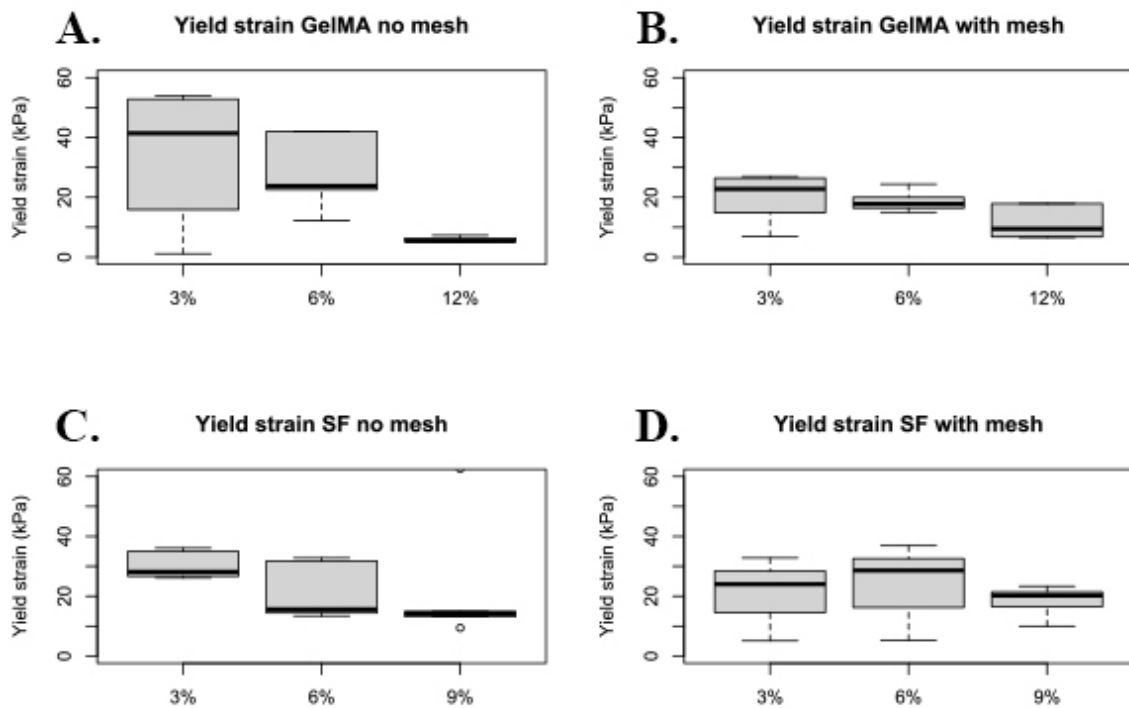 A. Yield strain GelMA no mesh
Yield strain (kPa)
60
40
20
0
3% 6% 12%
B. Yield strain GelMA with mesh
Yield strain (kPa)
60
40
20
0
3% 6% 12%
C. Yield strain SF no mesh
Yield strain (kPa)
60
40
20
0
3% 6% 9%
D. Yield strain SF with mesh
Yield strain (kPa)
60
40
20
0
3% 6% 9%